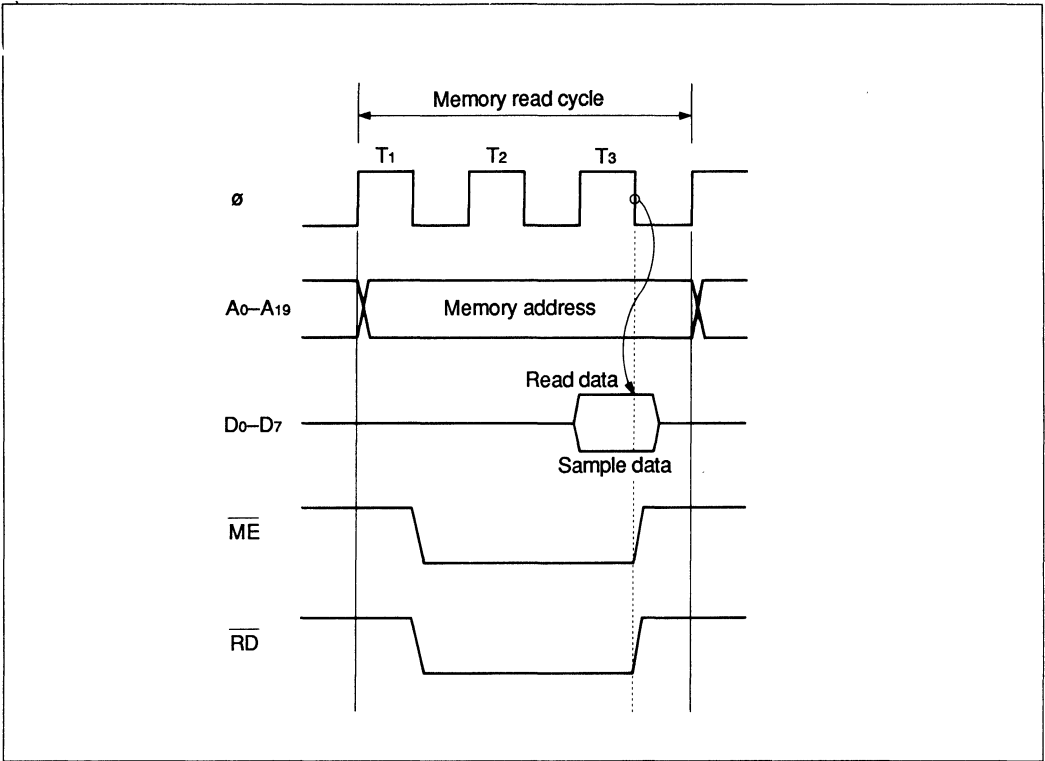 Memory read cycle
T1 T2 T3
ø
A0–A19 Memory address
Read data
D0–D7
Sample data
ME
RD